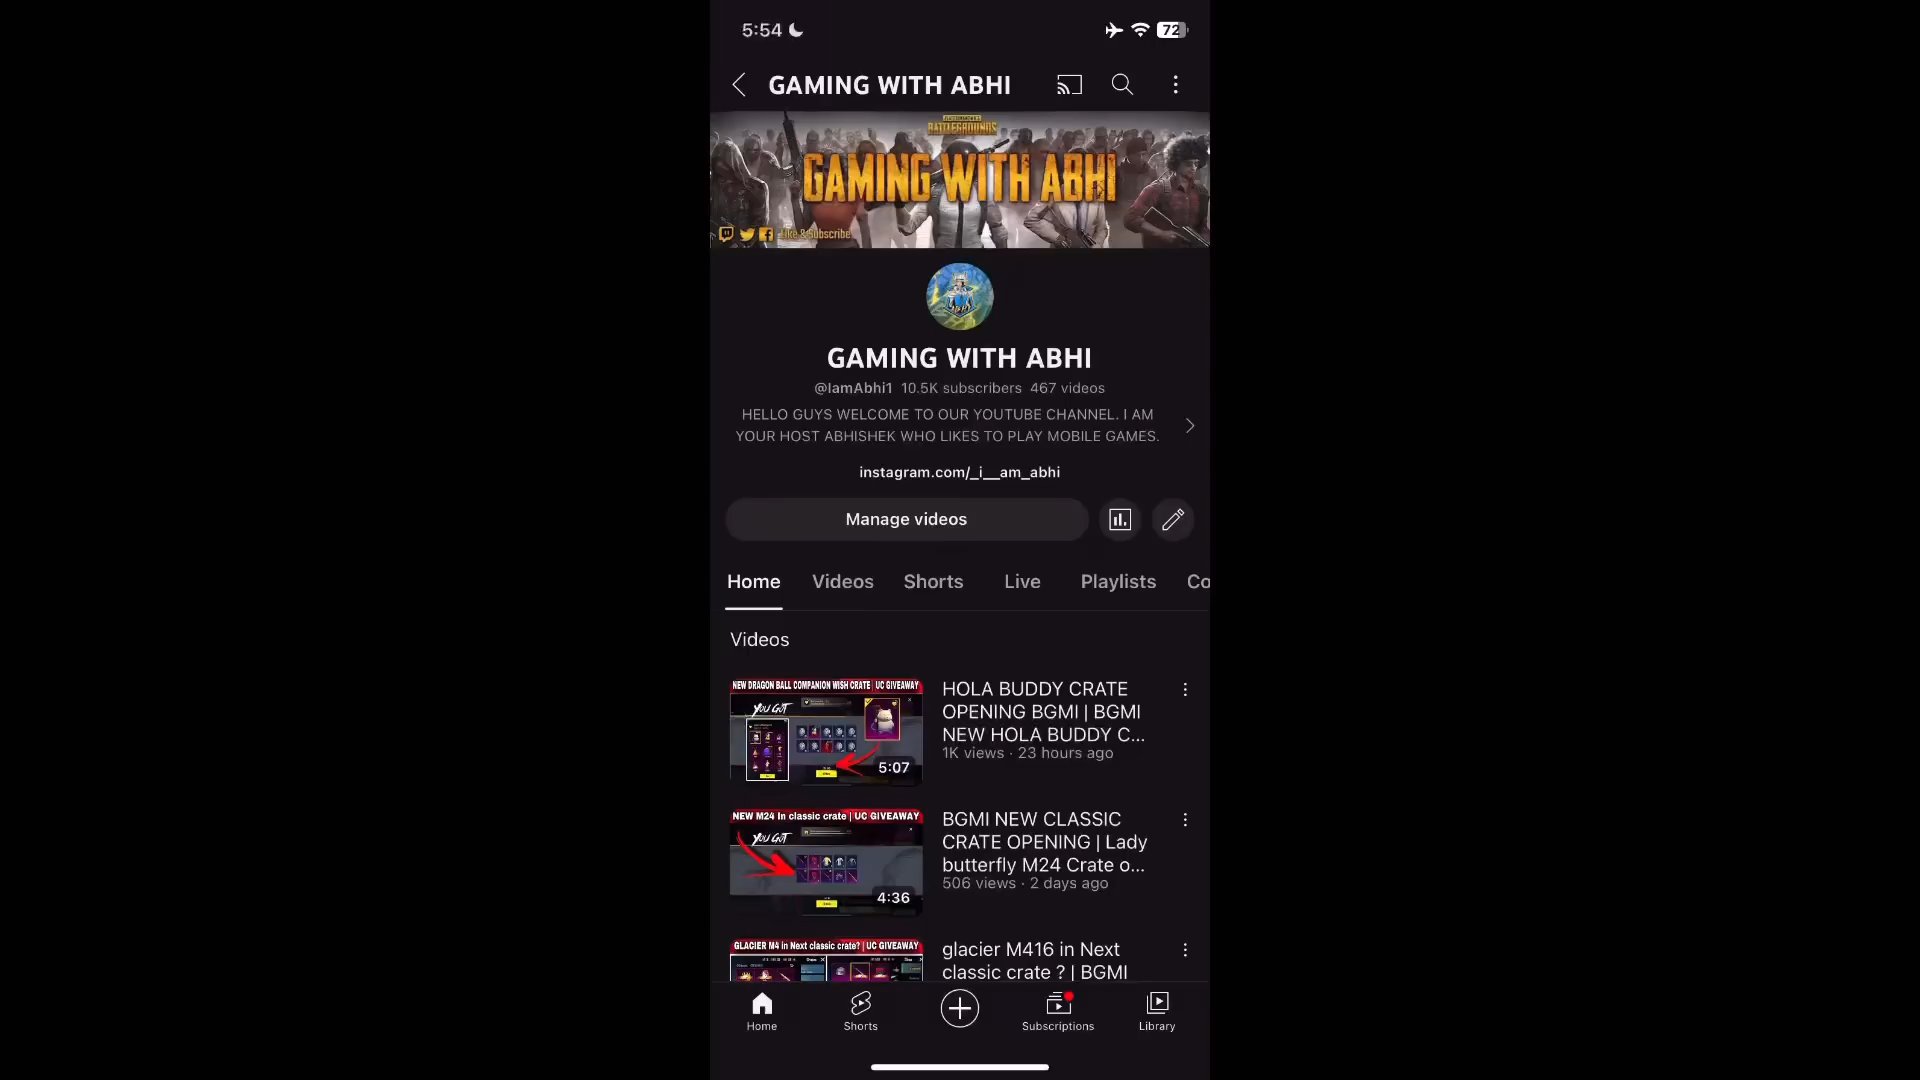 5:54
72
GAMING WITH ABHI
BATTLEGROUNDS
GAMING WITH ABHI
Like & Subscribe
GAMING WITH ABHI
@IamAbhi1 10.5K subscribers 467 videos
HELLO GUYS WELCOME TO OUR YOUTUBE CHANNEL. I AM
YOUR HOST ABHISHEK WHO LIKES TO PLAY MOBILE GAMES.
instagram.com/_i__am_abhi
Manage videos
Home Videos Shorts Live Playlists Co
Videos
NEW DRAGON BALL COMPANION WISH CRATE | UC GIVEAWAY
YOU GOT
5:07
HOLA BUDDY CRATE
OPENING BGMI | BGMI
NEW HOLA BUDDY C...
1K views · 23 hours ago
NEW M24 In classic crate | UC GIVEAWAY
YOU GOT
4:36
BGMI NEW CLASSIC
CRATE OPENING | Lady
butterfly M24 Crate o...
506 views · 2 days ago
GLACIER M4 in Next classic crate? | UC GIVEAWAY
glacier M416 in Next
classic crate ? | BGMI
Home Shorts Subscriptions Library